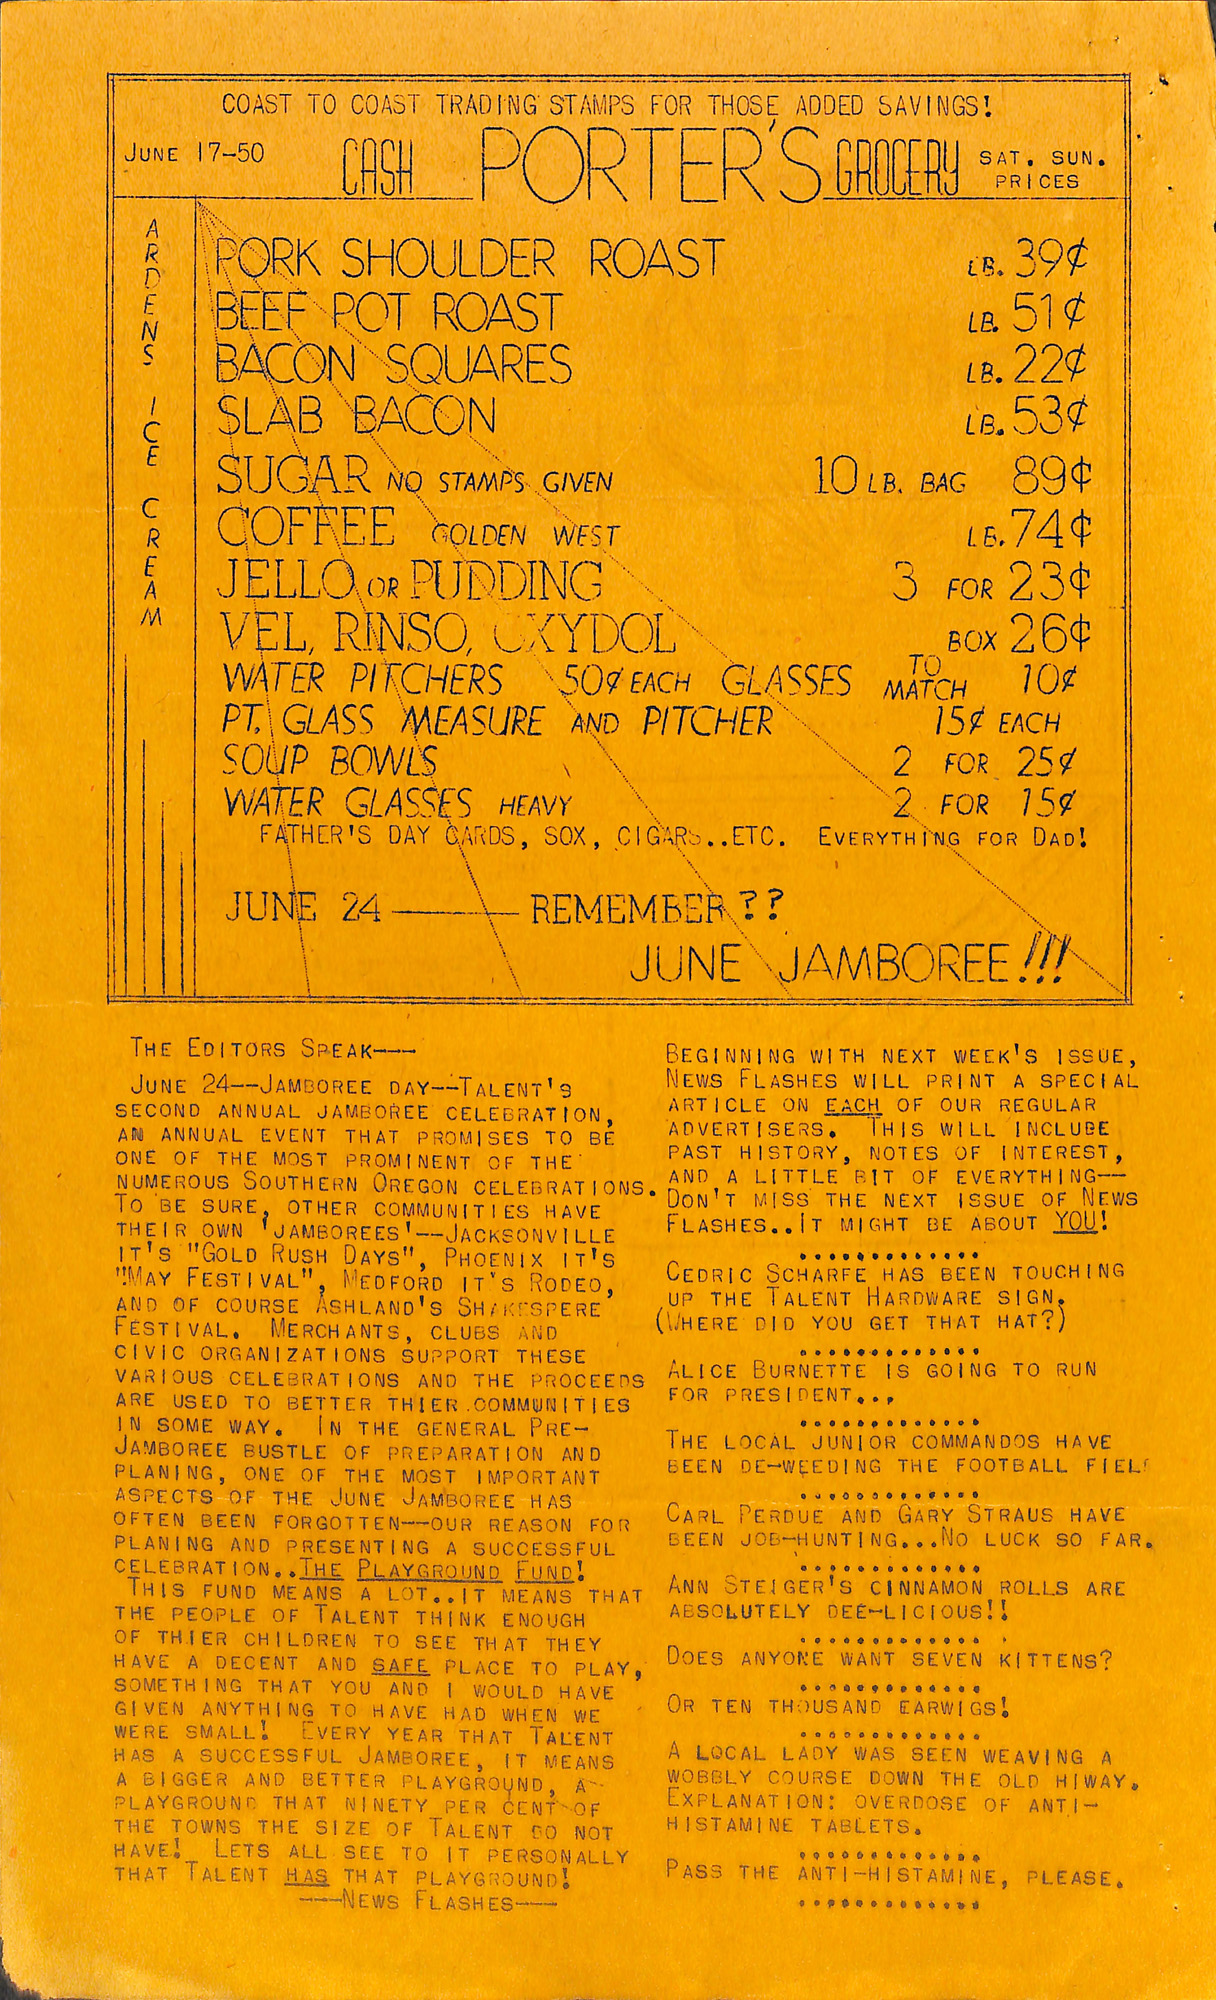 COAST TO COAST TRADING STAMPS FOR THOSE ADDED SAVINGS!
JUNE 17-50 CASH PORTER'S GROCERY SAT. SUN. PRICES
ARDENS ICE CREAM
PORK SHOULDER ROAST LB. 39¢
BEEF POT ROAST LB. 51¢
BACON SQUARES LB. 22¢
SLAB BACON LB. 53¢
SUGAR NO STAMPS GIVEN 10 LB. BAG 89¢
COFFEE GOLDEN WEST LB. 74¢
JELLO OR PUDDING 3 FOR 23¢
VEL, RINSO, OXYDOL BOX 26¢
WATER PITCHERS 50¢ EACH GLASSES TO MATCH 10¢
PT. GLASS MEASURE AND PITCHER 15¢ EACH
SOUP BOWLS 2 FOR 25¢
WATER GLASSES HEAVY 2 FOR 15¢
FATHER'S DAY CARDS, SOX, CIGARS..ETC. EVERYTHING FOR DAD!
JUNE 24 —— REMEMBER??
JUNE JAMBOREE!!!
THE EDITORS SPEAK---
JUNE 24--JAMBOREE DAY--TALENT'S
SECOND ANNUAL JAMBOREE CELEBRATION,
AN ANNUAL EVENT THAT PROMISES TO BE
ONE OF THE MOST PROMINENT OF THE
NUMEROUS SOUTHERN OREGON CELEBRATIONS.
TO BE SURE, OTHER COMMUNITIES HAVE
THEIR OWN 'JAMBOREES'--JACKSONVILLE
IT'S "GOLD RUSH DAYS", PHOENIX IT'S
"MAY FESTIVAL", MEDFORD IT'S RODEO,
AND OF COURSE ASHLAND'S SHAKESPERE
FESTIVAL. MERCHANTS, CLUBS AND
CIVIC ORGANIZATIONS SUPPORT THESE
VARIOUS CELEBRATIONS AND THE PROCEEDS
ARE USED TO BETTER THIER COMMUNITIES
IN SOME WAY. IN THE GENERAL PRE-
JAMBOREE BUSTLE OF PREPARATION AND
PLANING, ONE OF THE MOST IMPORTANT
ASPECTS OF THE JUNE JAMBOREE HAS
OFTEN BEEN FORGOTTEN--OUR REASON FOR
PLANING AND PRESENTING A SUCCESSFUL
CELEBRATION..THE PLAYGROUND FUND!
THIS FUND MEANS A LOT..IT MEANS THAT
THE PEOPLE OF TALENT THINK ENOUGH
OF THIER CHILDREN TO SEE THAT THEY
HAVE A DECENT AND SAFE PLACE TO PLAY,
SOMETHING THAT YOU AND I WOULD HAVE
GIVEN ANYTHING TO HAVE HAD WHEN WE
WERE SMALL! EVERY YEAR THAT TALENT
HAS A SUCCESSFUL JAMBOREE, IT MEANS
A BIGGER AND BETTER PLAYGROUND, A
PLAYGROUND THAT NINETY PER CENT OF
THE TOWNS THE SIZE OF TALENT DO NOT
HAVE! LETS ALL SEE TO IT PERSONALLY
THAT TALENT HAS THAT PLAYGROUND!
---NEWS FLASHES---
BEGINNING WITH NEXT WEEK'S ISSUE,
NEWS FLASHES WILL PRINT A SPECIAL
ARTICLE ON EACH OF OUR REGULAR
ADVERTISERS. THIS WILL INCLUDE
PAST HISTORY, NOTES OF INTEREST,
AND A LITTLE BIT OF EVERYTHING--
DON'T MISS THE NEXT ISSUE OF NEWS
FLASHES..IT MIGHT BE ABOUT YOU!
.............
CEDRIC SCHARFE HAS BEEN TOUCHING
UP THE TALENT HARDWARE SIGN.
(WHERE DID YOU GET THAT HAT?)
.............
ALICE BURNETTE IS GOING TO RUN
FOR PRESIDENT...
.............
THE LOCAL JUNIOR COMMANDOS HAVE
BEEN DE-WEEDING THE FOOTBALL FIELD
.............
CARL PERDUE AND GARY STRAUS HAVE
BEEN JOB-HUNTING...NO LUCK SO FAR.
.............
ANN STEIGER'S CINNAMON ROLLS ARE
ABSOLUTELY DEE-LICIOUS!!
.............
DOES ANYONE WANT SEVEN KITTENS?
.............
OR TEN THOUSAND EARWIGS!
.............
A LOCAL LADY WAS SEEN WEAVING A
WOBBLY COURSE DOWN THE OLD HIWAY.
EXPLANATION: OVERDOSE OF ANTI-
HISTAMINE TABLETS.
.............
PASS THE ANTI-HISTAMINE, PLEASE.
.............